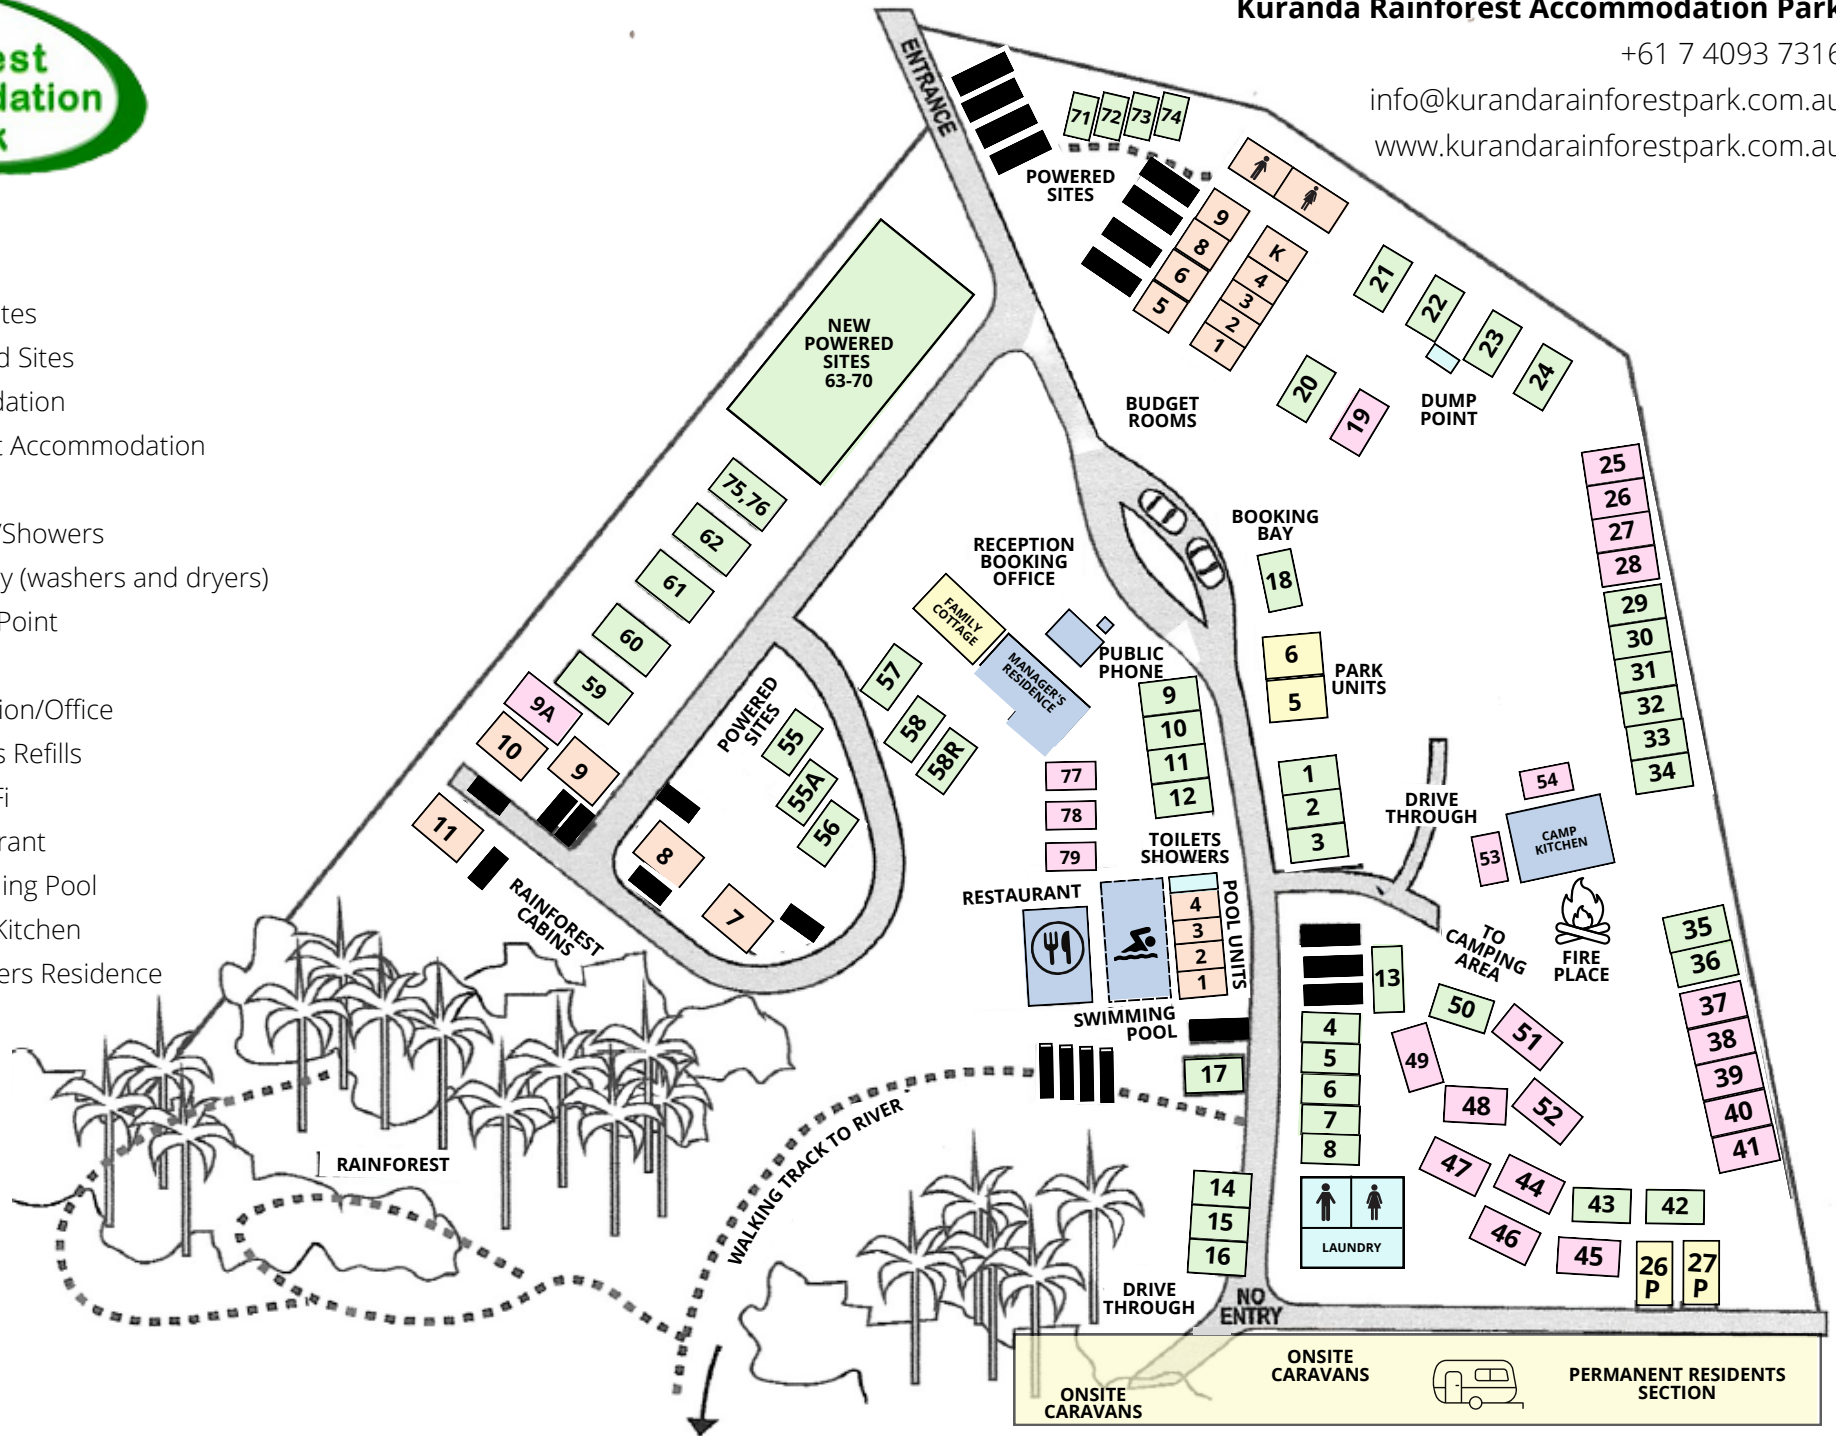 Kuranda Rainforest Accommodation Park
+61 7 4093 7316
info@kurandarainforestpark.com.au
www.kurandarainforestpark.com.au
est
dation
k
tes
d Sites
dation
t Accommodation
/Showers
y (washers and dryers)
Point
ion/Office
s Refills
Fi
rant
ing Pool
Kitchen
ers Residence
ENTRANCE
71 72 73 74
POWERED
SITES
9
8
6
5
K
4
3
2
1
BUDGET
ROOMS
21
22
23
24
20
19
DUMP
POINT
NEW
POWERED
SITES
63-70
75,76
62
61
60
59
9A
10
9
11
8
7
RAINFOREST
CABINS
POWERED
SITES
55
55A
56
57
58
58R
RECEPTION
BOOKING
OFFICE
FAMILY
COTTAGE
MANAGER'S
RESIDENCE
PUBLIC
PHONE
BOOKING
BAY
18
6
5
PARK
UNITS
9
10
11
12
77
78
79
TOILETS
SHOWERS
1
2
3
DRIVE
THROUGH
25
26
27
28
29
30
31
32
33
34
54
53
CAMP
KITCHEN
FIRE
PLACE
TO
CAMPING
AREA
RESTAURANT
SWIMMING
POOL
4
3
2
1
POOL UNITS
17
13
4
5
6
7
8
LAUNDRY
14
15
16
DRIVE
THROUGH
NO
ENTRY
35
36
37
38
39
40
41
50
51
49
48
52
47
44
43
42
46
45
26
P
27
P
RAINFOREST
WALKING TRACK TO RIVER
ONSITE
CARAVANS
ONSITE
CARAVANS
PERMANENT RESIDENTS
SECTION